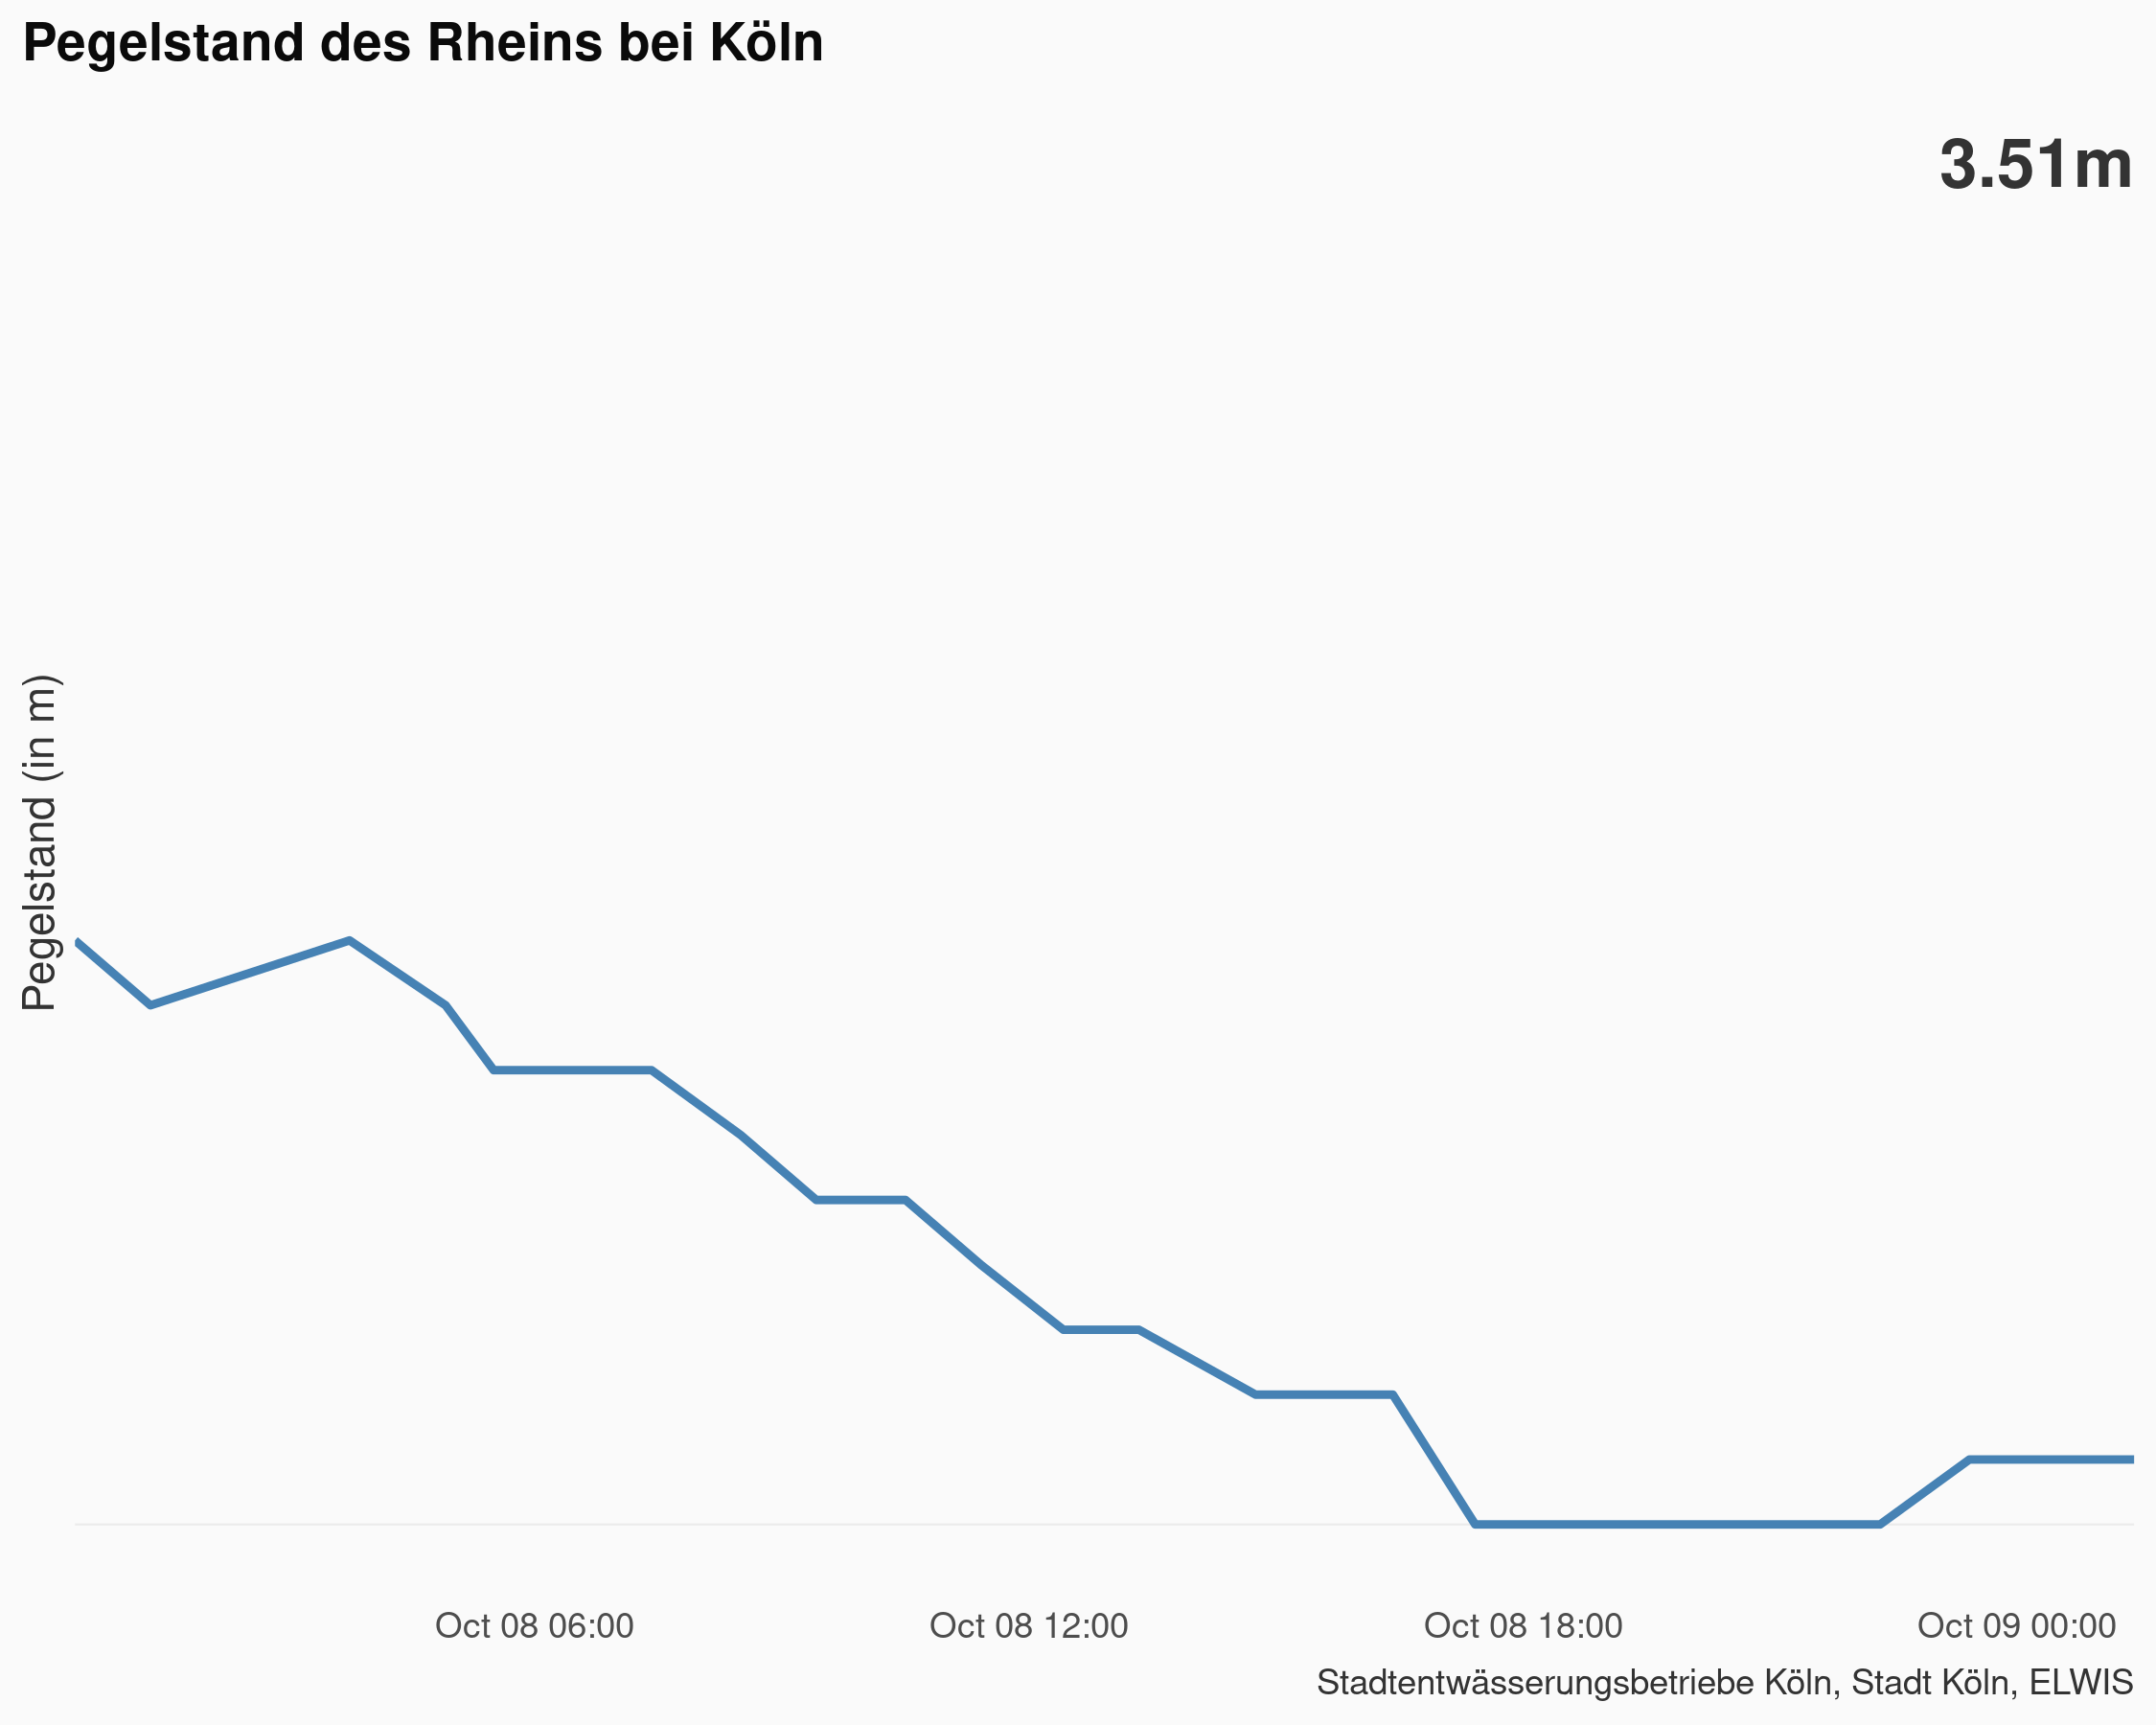 Pegelstand des Rheins bei Köln
3.51m
Pegelstand (in m)
Oct 08 06:00
Oct 08 12:00
Oct 08 18:00
Oct 09 00:00
Stadtentwässerungsbetriebe Köln, Stadt Köln, ELWIS